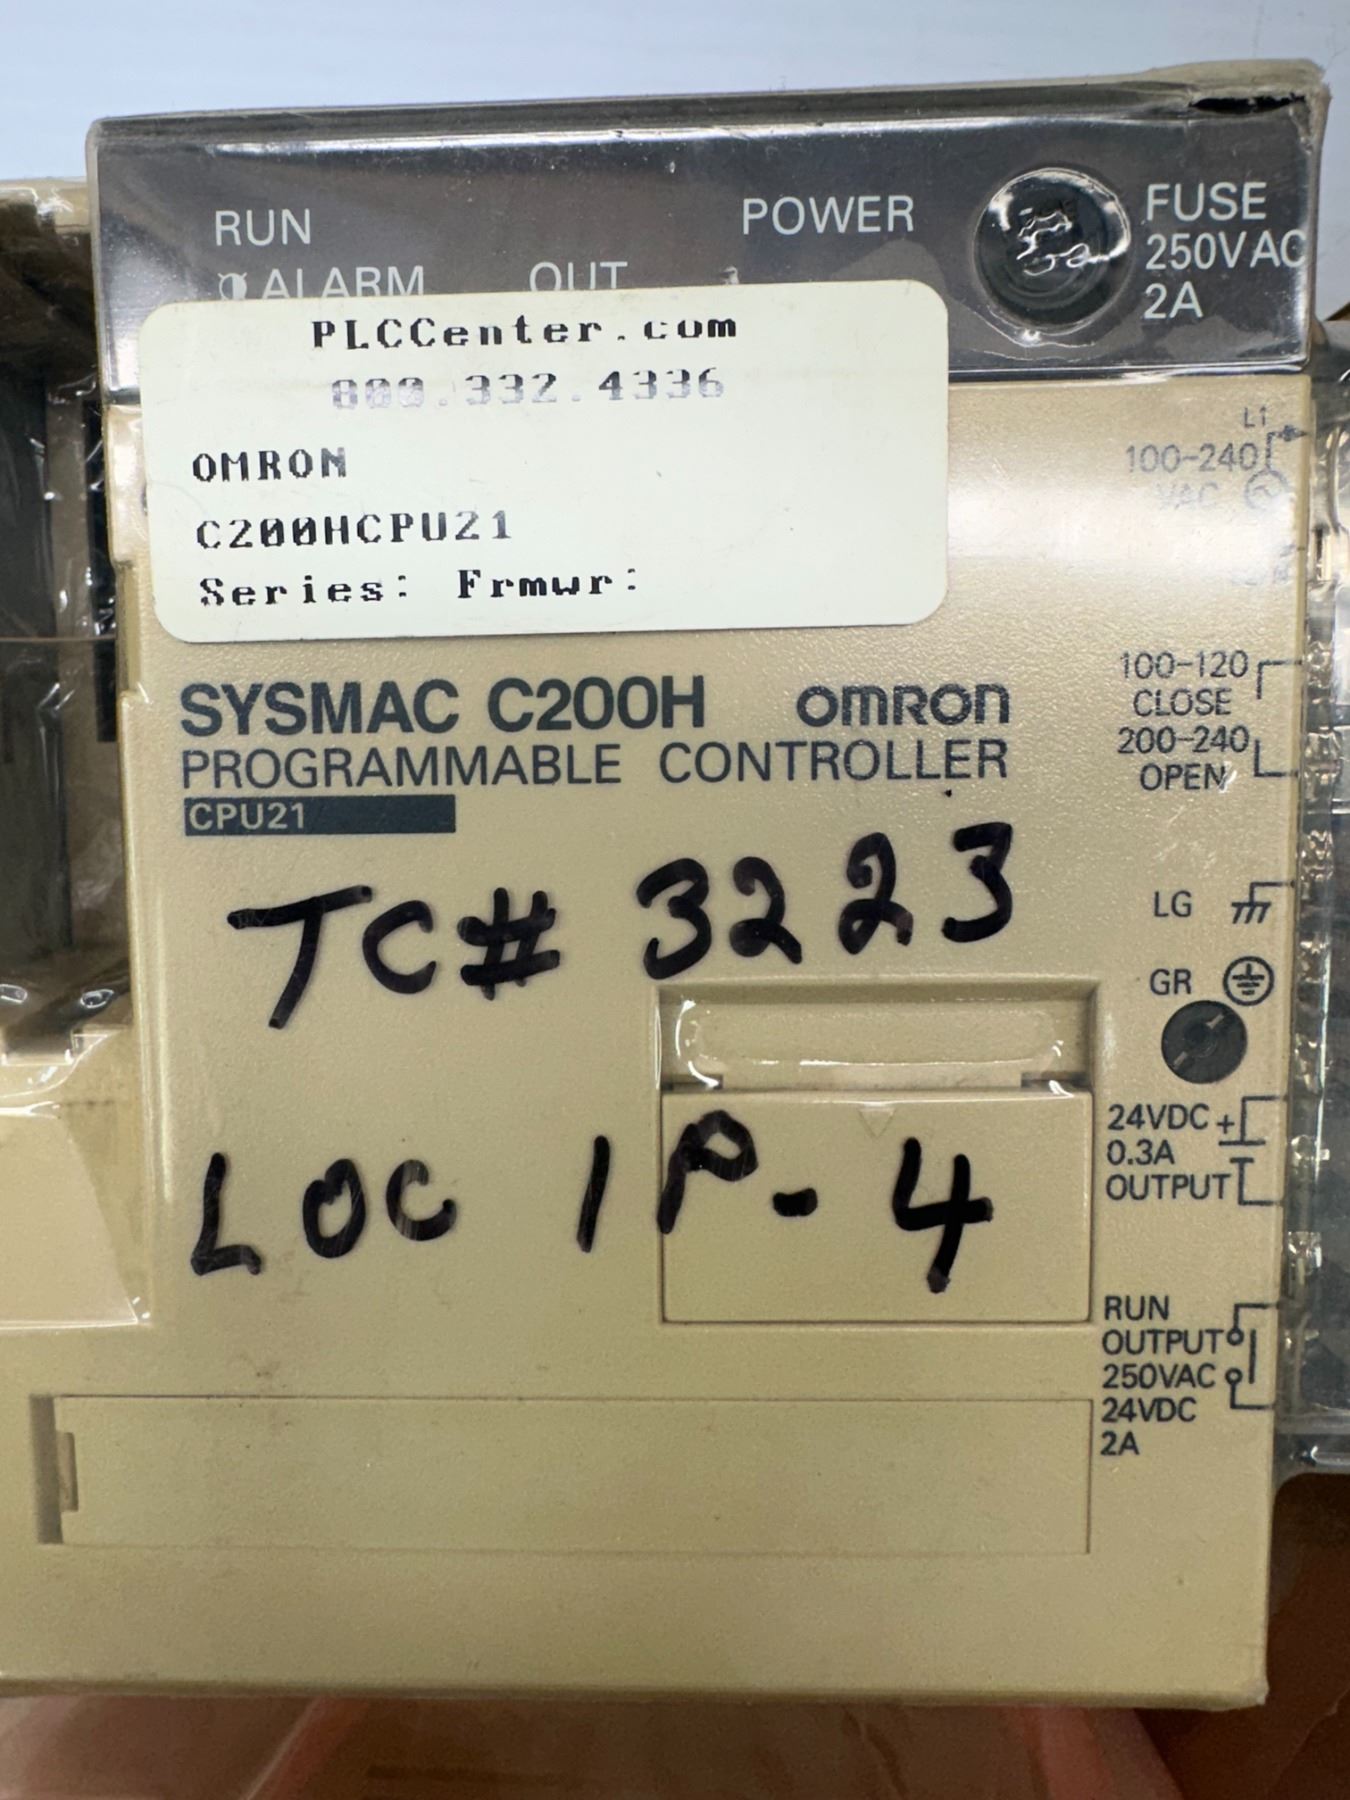 RUN
POWER
FUSE
250VAC
2A
ALARM OUT
PLCCenter.com
800.332.4336
OMRON
C200HCPU21
Series: Frmwr:
L1
100-240
VAC
SYSMAC C200H OMRON
PROGRAMMABLE CONTROLLER
CPU21
100-120
CLOSE
200-240
OPEN
TC# 3223
LG
GR
LOC 1P-4
24VDC +
0.3A
OUTPUT
RUN
OUTPUT
250VAC
24VDC
2A